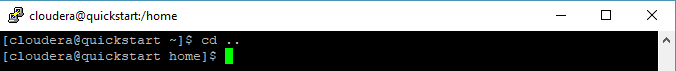 cloudera@quickstart:/home
[cloudera@quickstart ~]$ cd ..
[cloudera@quickstart home]$